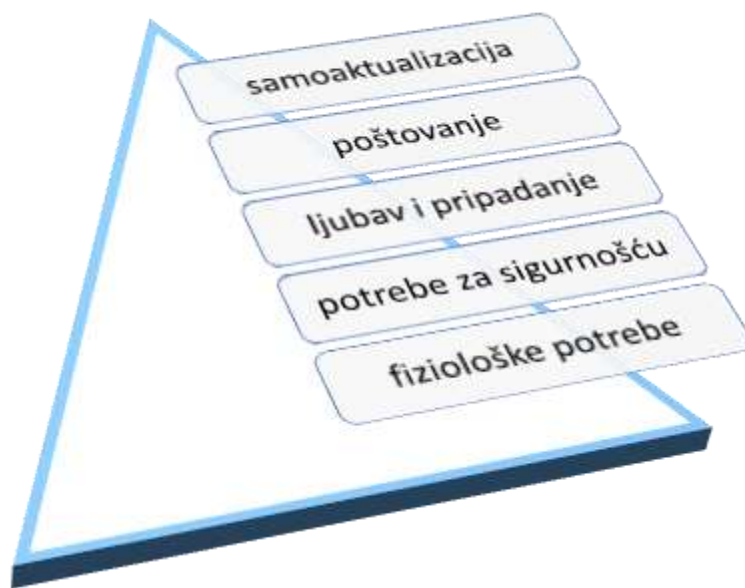 samoaktualizacija
poštovanje
ljubav i pripadanje
potrebe za sigurnošću
fiziološke potrebe